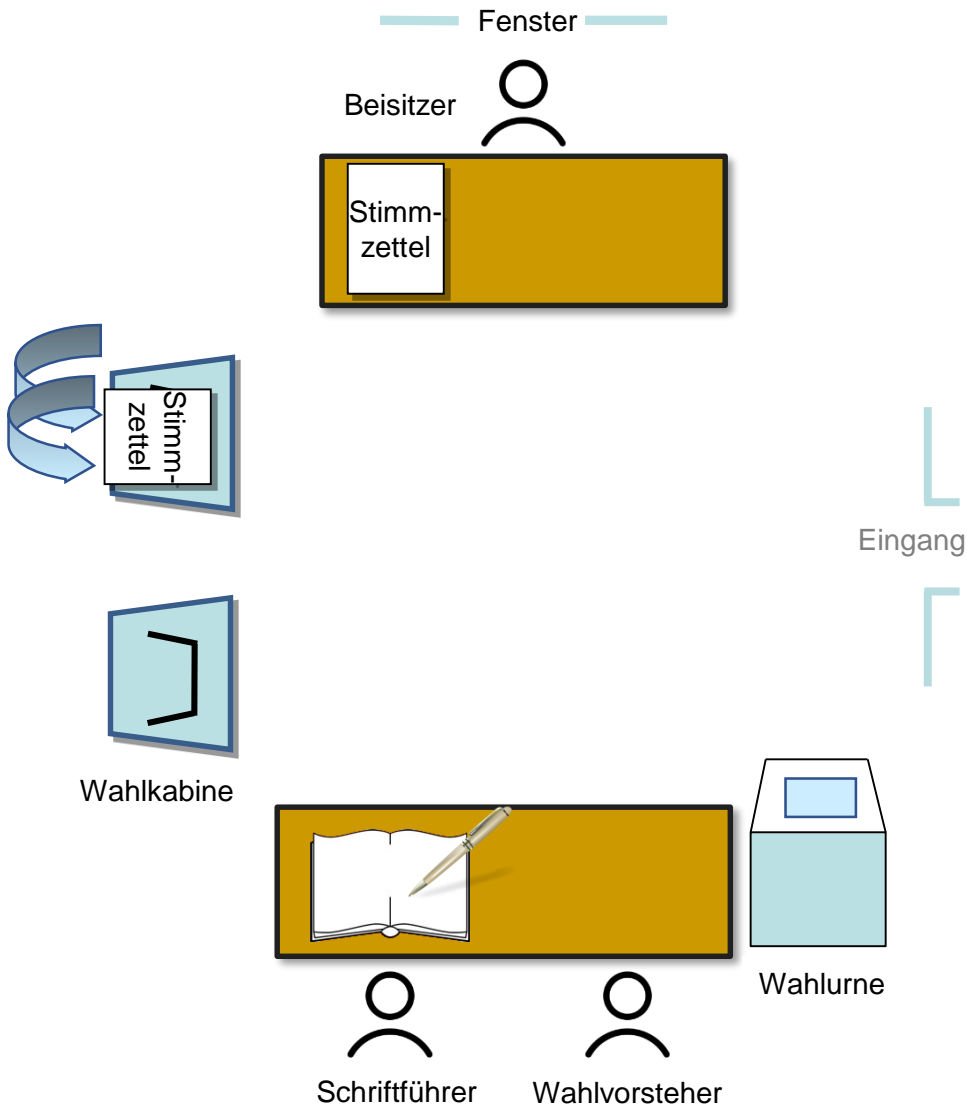 Fenster
Beisitzer
Stimm-
zettel
Stimm-
zettel
Eingang
Wahlkabine
Wahlurne
Schriftführer
Wahlvorsteher